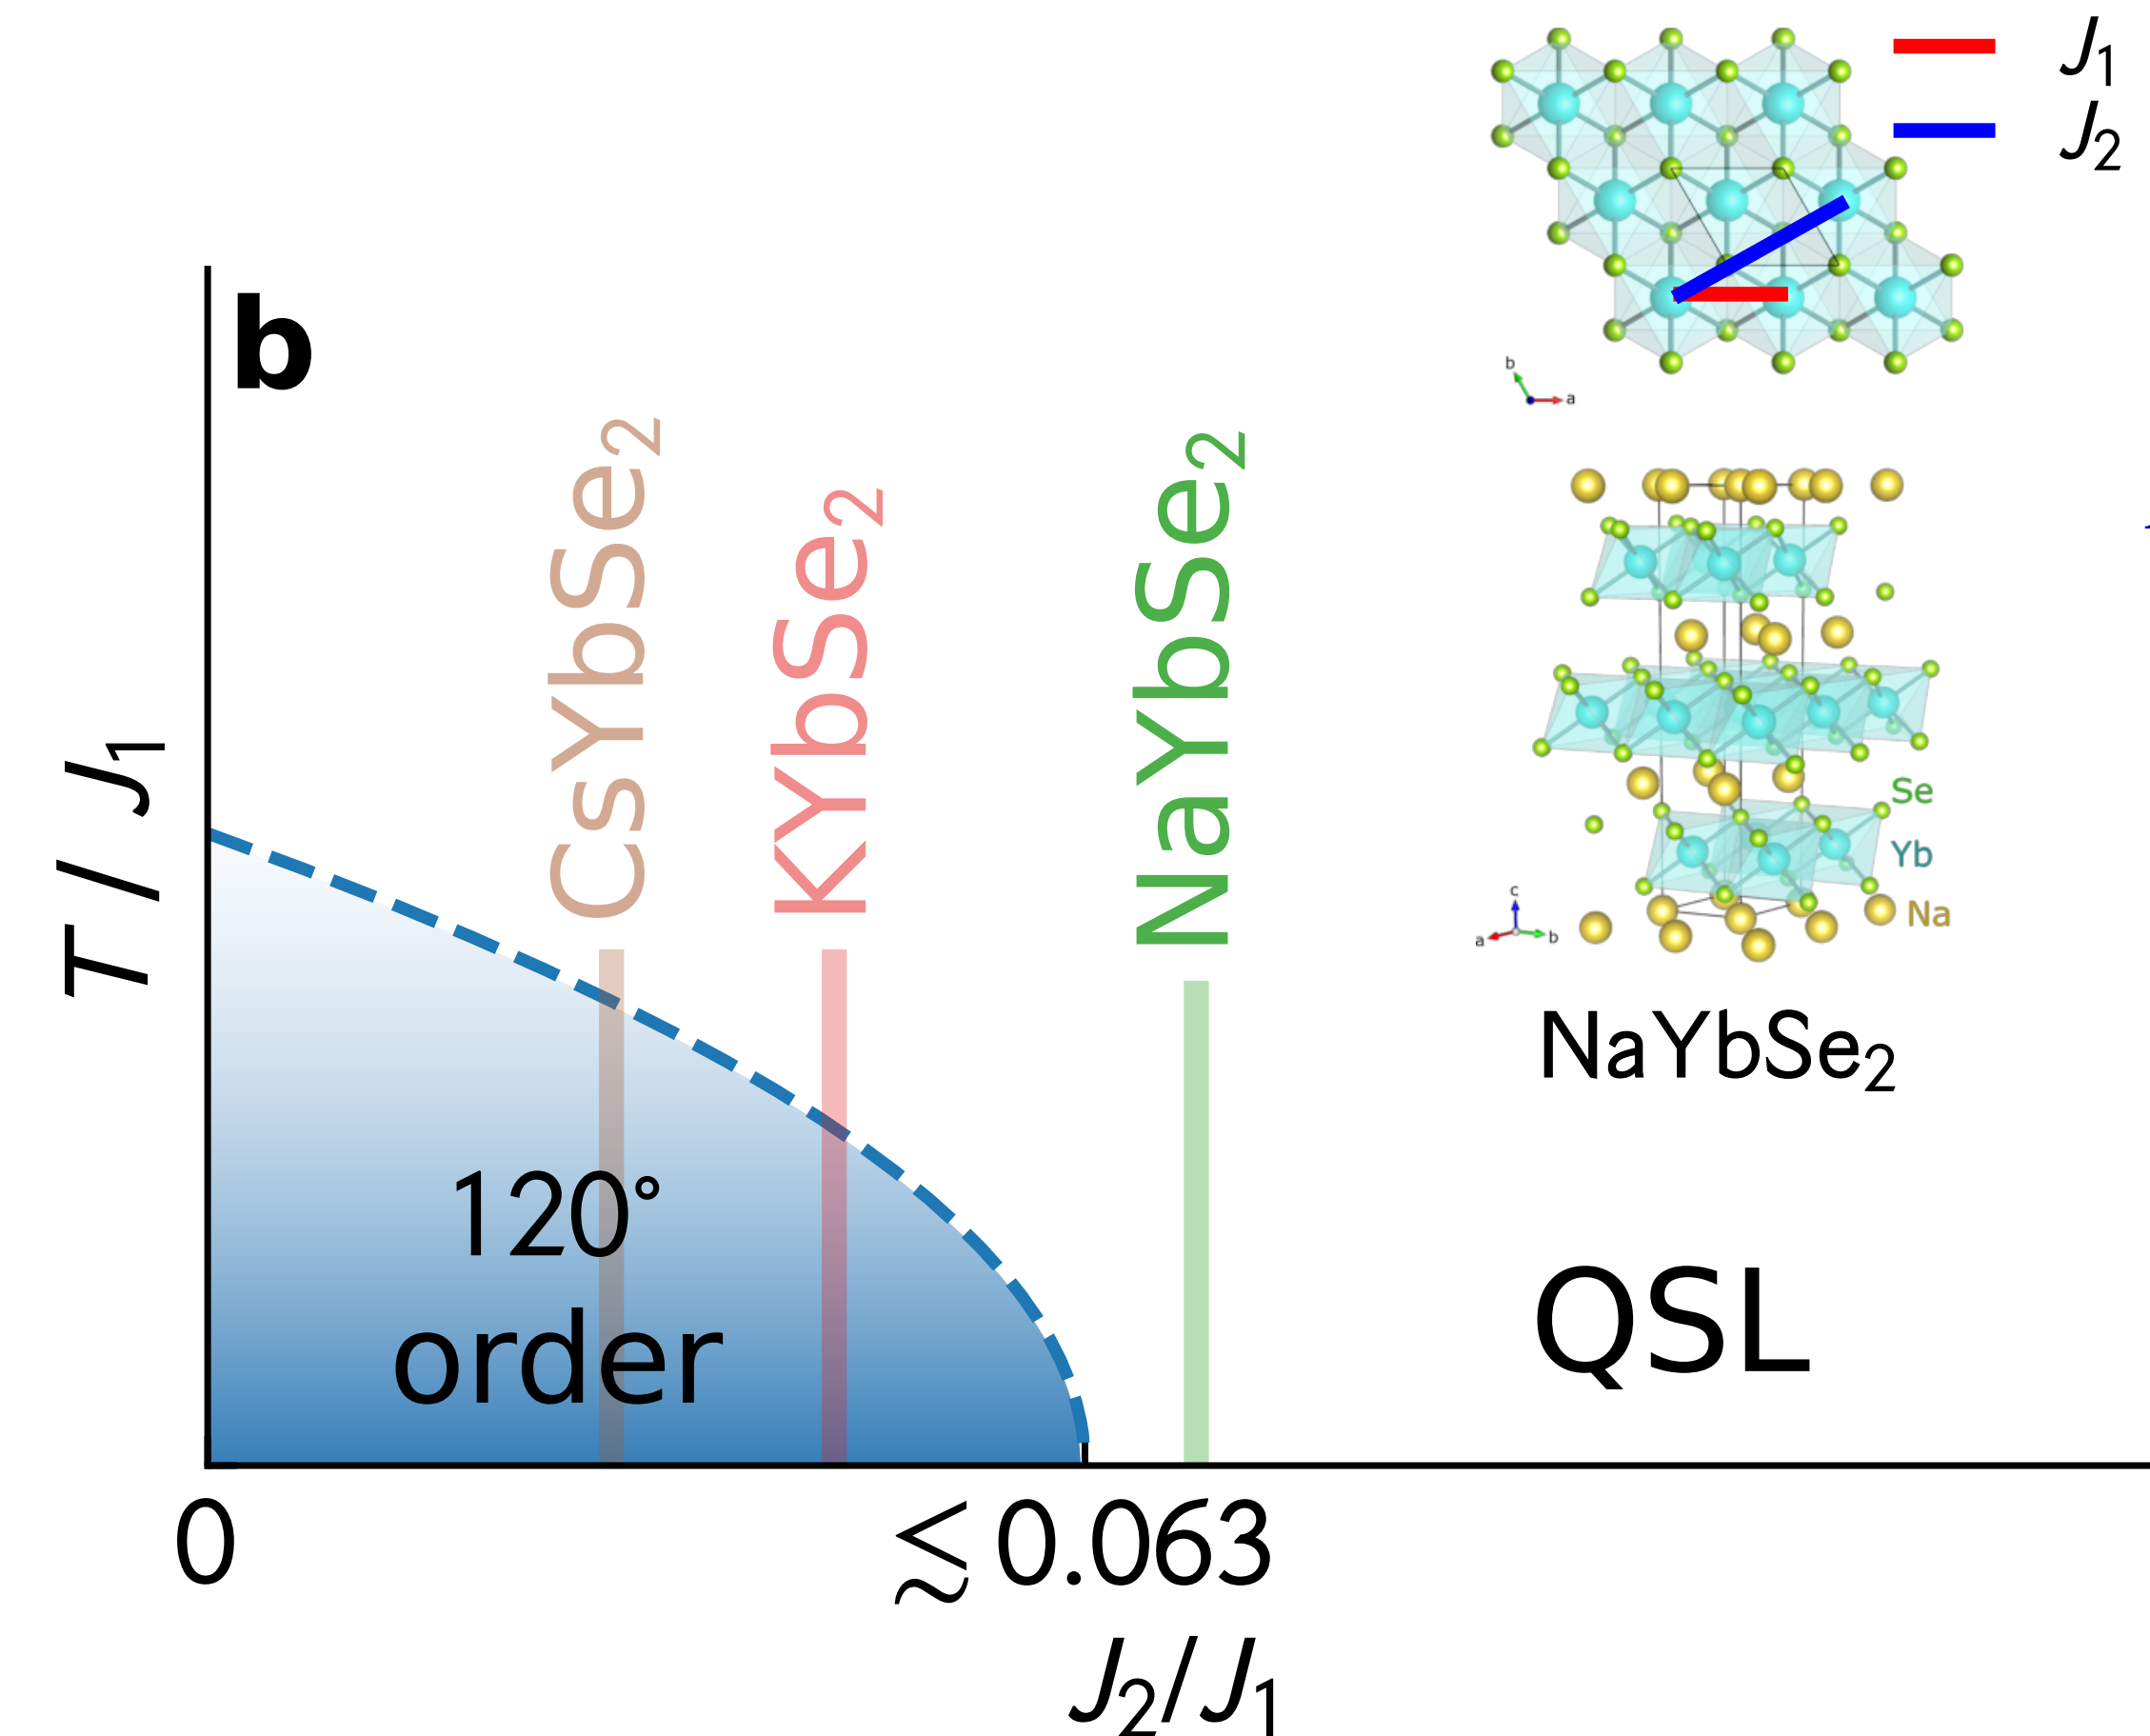 b
J₁
J₂
b
a
CsYbSe₂
KYbSe₂
NaYbSe₂
T / J₁
Se
Yb
Na
c
a
b
NaYbSe₂
120°
order
QSL
0
≲ 0.063
J₂/J₁